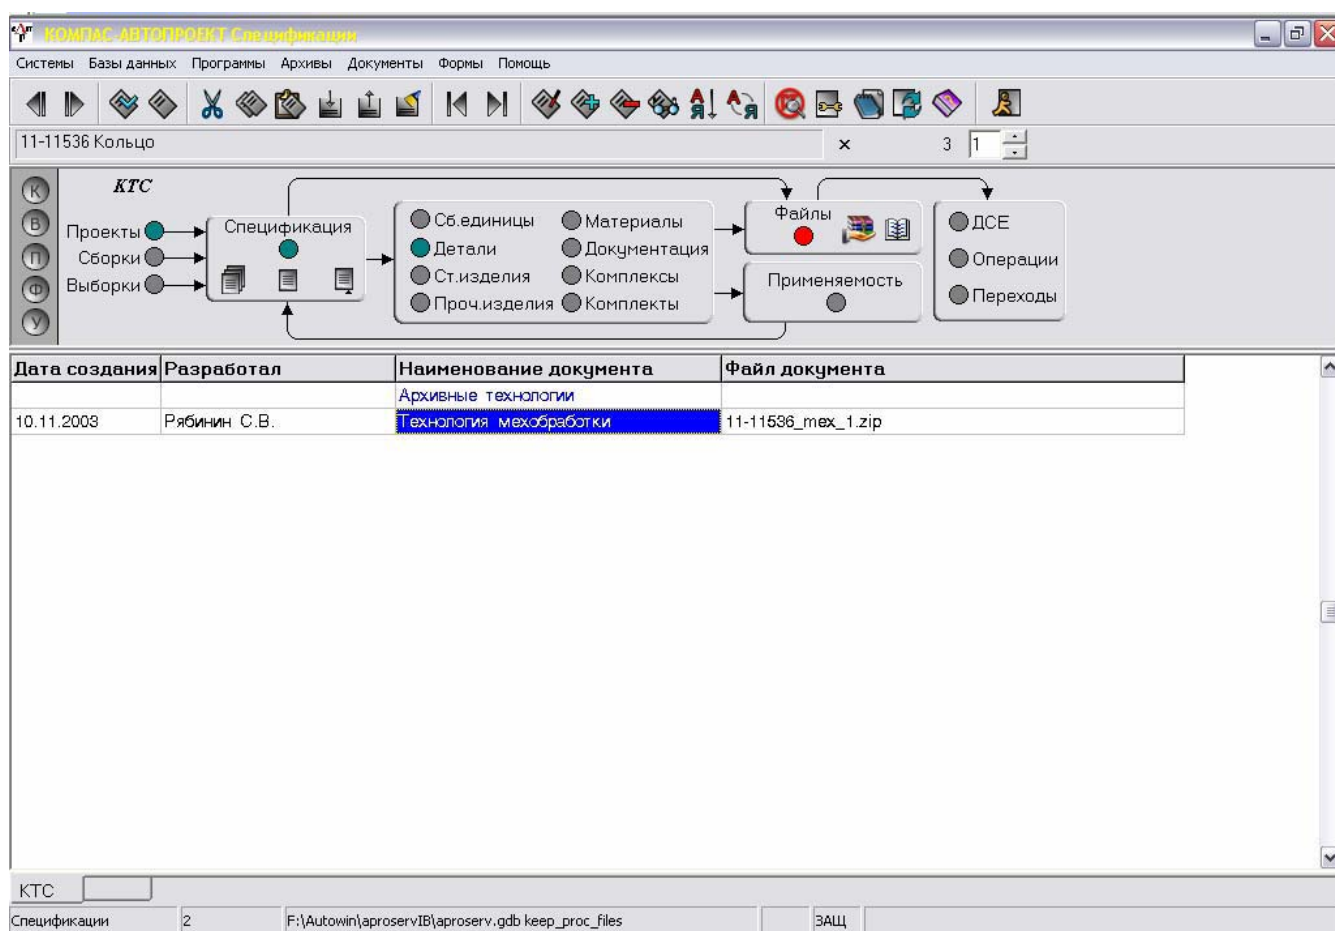 КОМПАС-АВТОПРОЕКТ Спецификации
Системы Базы данных Программы Архивы Документы Формы Помощь
11-11536 Кольцо × 3 1
К
В
П
Ф
У
КТС
Проекты
Сборки
Выборки
Спецификация
Сб.единицы
Детали
Ст.изделия
Проч.изделия
Материалы
Документация
Комплексы
Комплекты
Файлы
Применяемость
ДСЕ
Операции
Переходы
Дата создания Разработал Наименование документа Файл документа
Архивные технологии
10.11.2003 Рябинин С.В. Технология мехобработки 11-11536_mex_1.zip
КТС
Спецификации 2 F:\Autowin\aproservIB\aproserv.gdb keep_proc_files ЗАЩ